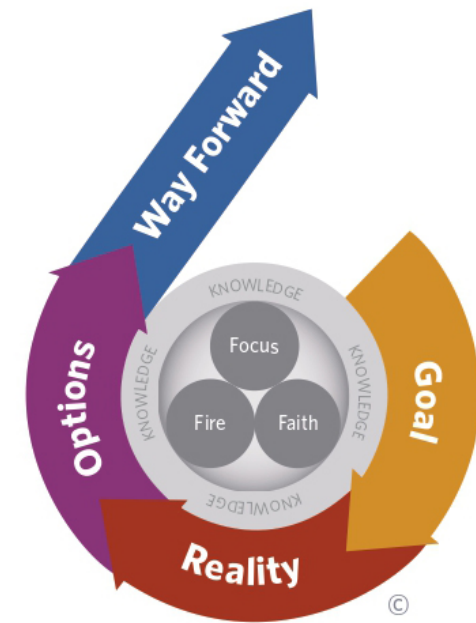 Way Forward
KNOWLEDGE
Focus
KNOWLEDGE
KNOWLEDGE
Goal
Options
Fire
Faith
KNOWLEDGE
Reality
©